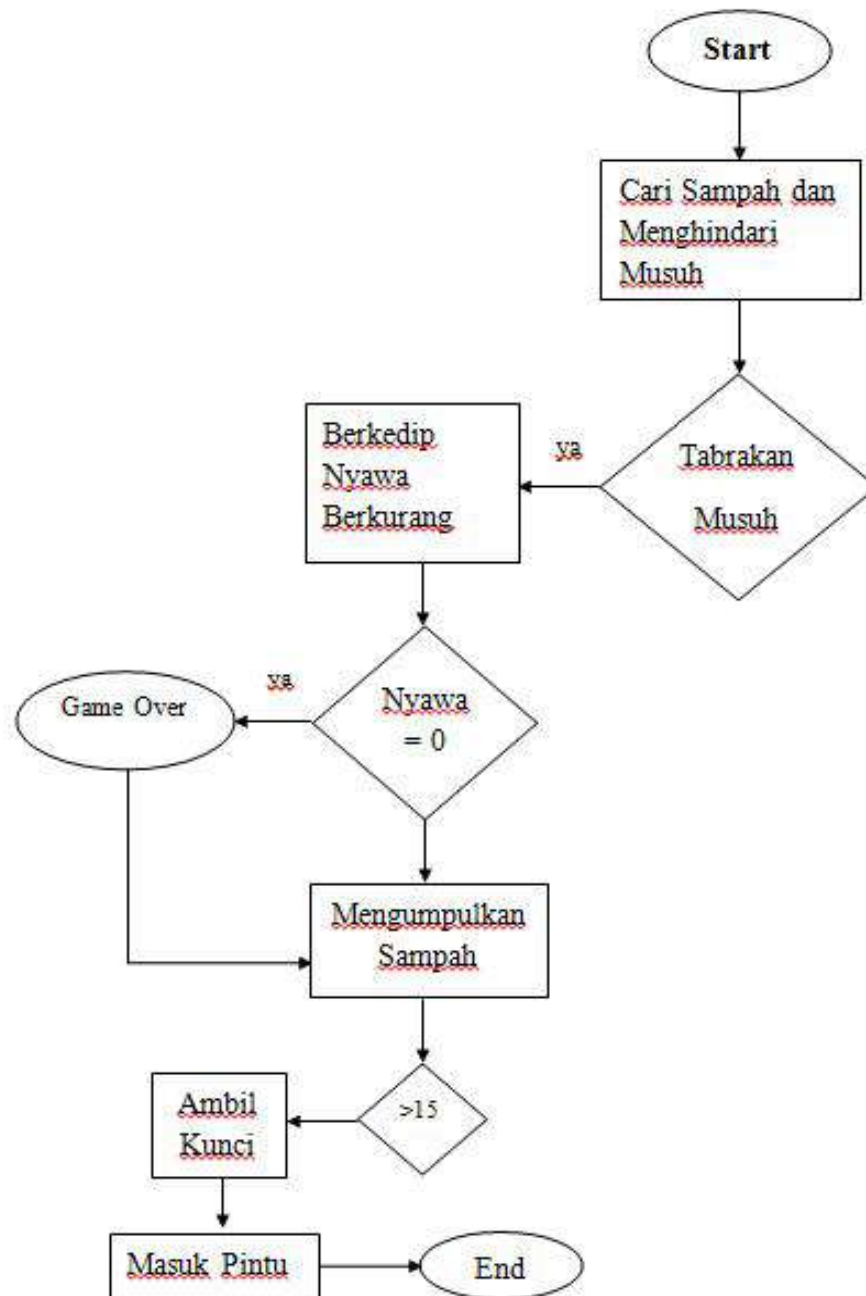 Start
Cari Sampah dan
Menghindari
Musuh
Tabrakan
Musuh
ya
Berkedip
Nyawa
Berkurang
Nyawa
= 0
ya
Game Over
Mengumpulkan
Sampah
>15
Ambil
Kunci
Masuk Pintu
End